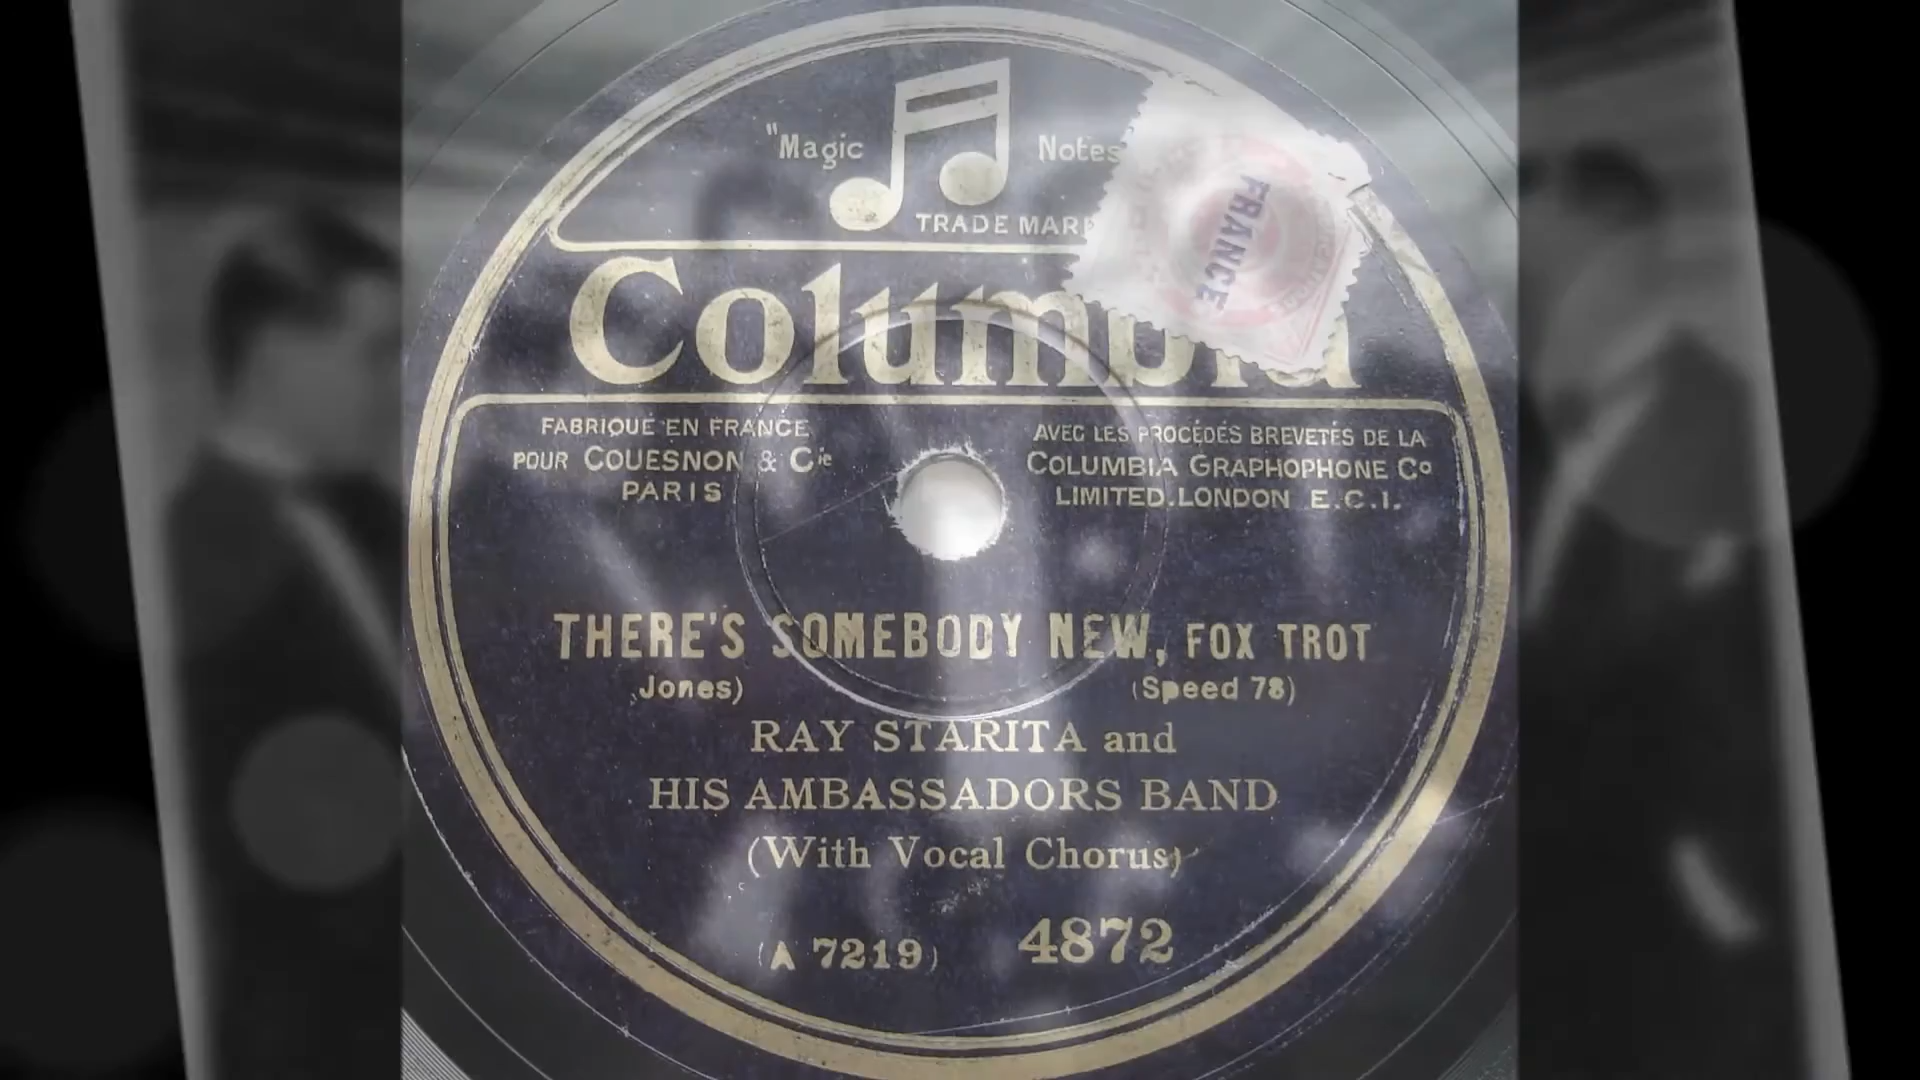 "Magic Notes
TRADE MAR
FRANCE
Columbia
FABRIQUÉ EN FRANCE
POUR COUESNON & Cie
PARIS
AVEC LES PROCÉDÉS BREVETÉS DE LA
COLUMBIA GRAPHOPHONE Co
LIMITED. LONDON E.C.1.
THERE'S SOMEBODY NEW, FOX TROT
Jones)
(Speed 78)
RAY STARITA and
HIS AMBASSADORS BAND
(With Vocal Chorus)
(A 7219) 4872